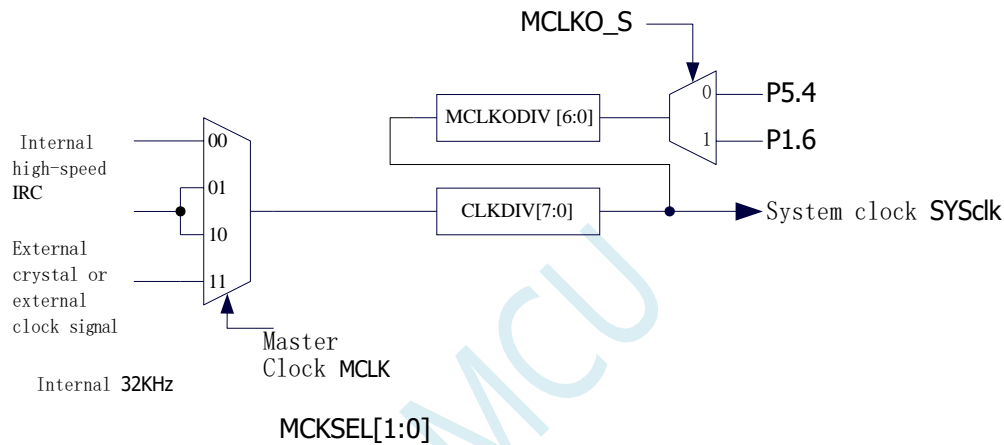 MCLKO_S
0
P5.4
MCLKODIV [6:0]
1
P1.6
Internal
high-speed
IRC
00
01
10
11
CLKDIV[7:0]
System clock SYSclk
External
crystal or
external
clock signal
Master
Clock MCLK
Internal 32KHz
MCKSEL[1:0]
MCU